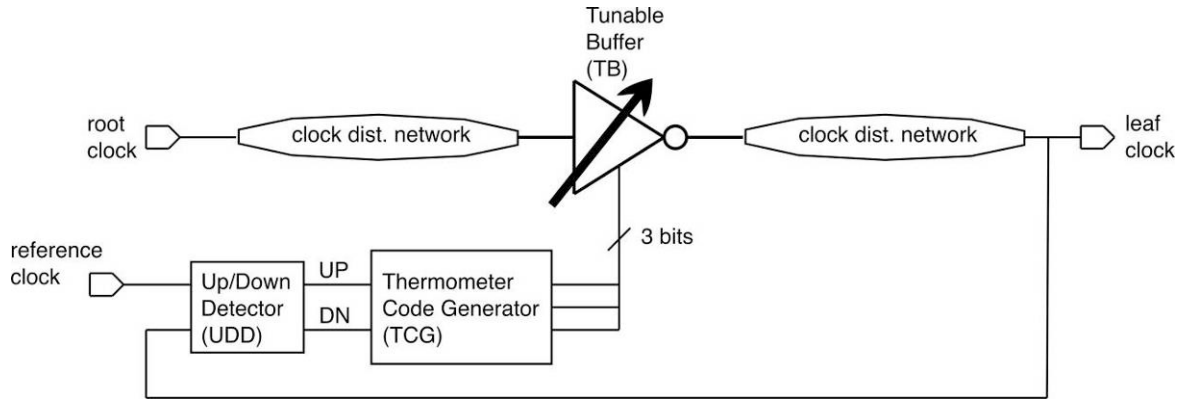 Tunable
Buffer
(TB)
root
clock
clock dist. network
clock dist. network
leaf
clock
3 bits
reference
clock
Up/Down
Detector
(UDD)
UP
DN
Thermometer
Code Generator
(TCG)